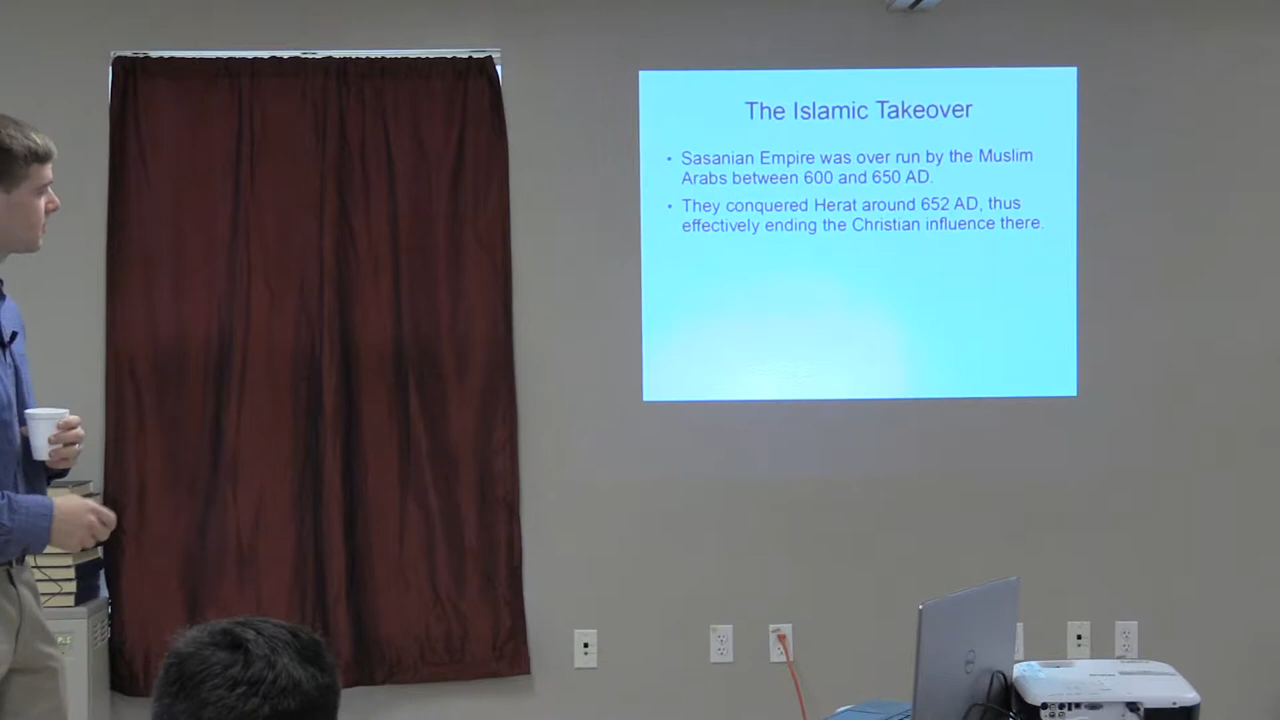 The Islamic Takeover
• Sasanian Empire was over run by the Muslim
Arabs between 600 and 650 AD.
• They conquered Herat around 652 AD, thus
effectively ending the Christian influence there.